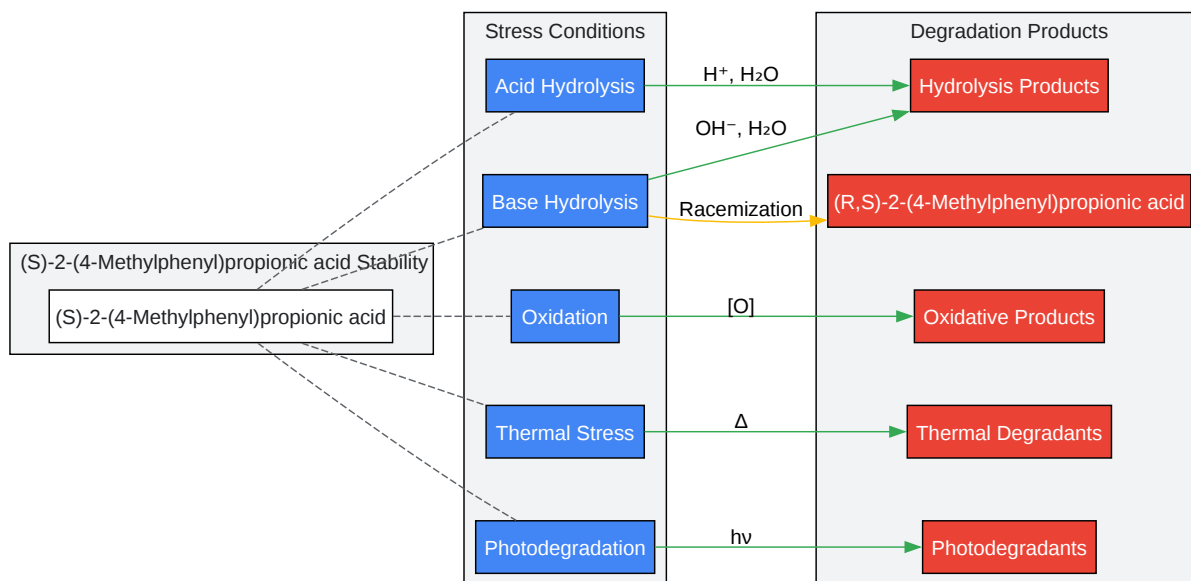 Stress Conditions
Degradation Products
Acid Hydrolysis
H⁺, H₂O
Hydrolysis Products
OH⁻, H₂O
Base Hydrolysis
Racemization
(R,S)-2-(4-Methylphenyl)propionic acid
(S)-2-(4-Methylphenyl)propionic acid Stability
(S)-2-(4-Methylphenyl)propionic acid
Oxidation
[O]
Oxidative Products
Thermal Stress
Δ
Thermal Degradants
Photodegradation
hν
Photodegradants